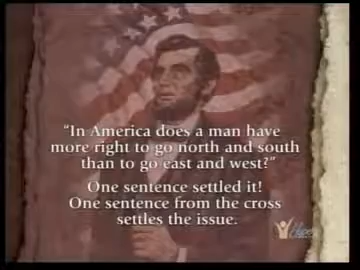 “In America does a man have
more right to go north and south
than to go east and west?”
One sentence settled it!
One sentence from the cross
settles the issue.